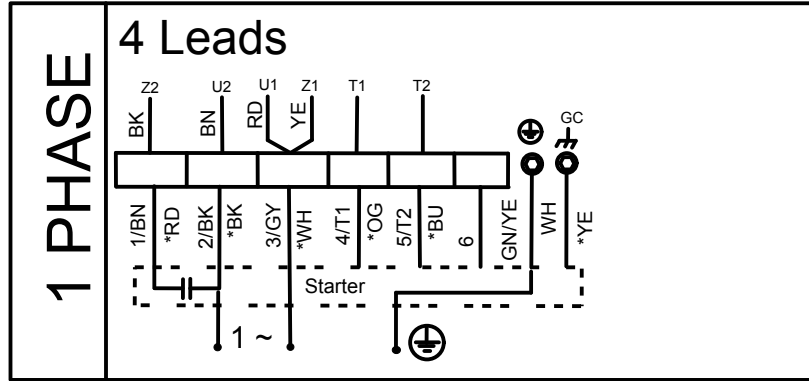 1 PHASE
4 Leads
Z2 U2 U1 Z1 T1 T2
GC
BK BN RD YE
1/BN *RD 2/BK *BK 3/GY *WH 4/T1 *OG 5/T2 *BU 6 GN/YE WH *YE
Starter
1 ~